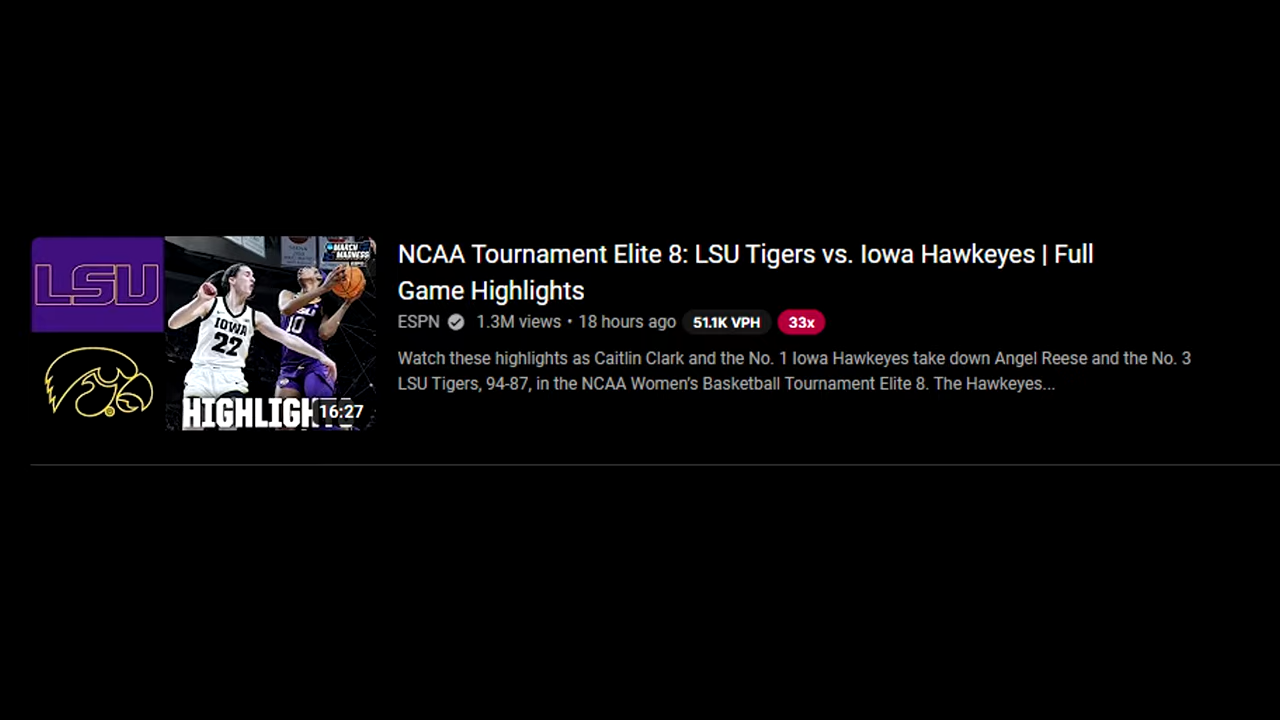 NCAA Tournament Elite 8: LSU Tigers vs. Iowa Hawkeyes | Full
Game Highlights
ESPN 1.3M views • 18 hours ago 51.1K VPH 33x
Watch these highlights as Caitlin Clark and the No. 1 Iowa Hawkeyes take down Angel Reese and the No. 3
LSU Tigers, 94-87, in the NCAA Women's Basketball Tournament Elite 8. The Hawkeyes...
LSU
MARCH
MADNESS
IOWA
22
10
16:27